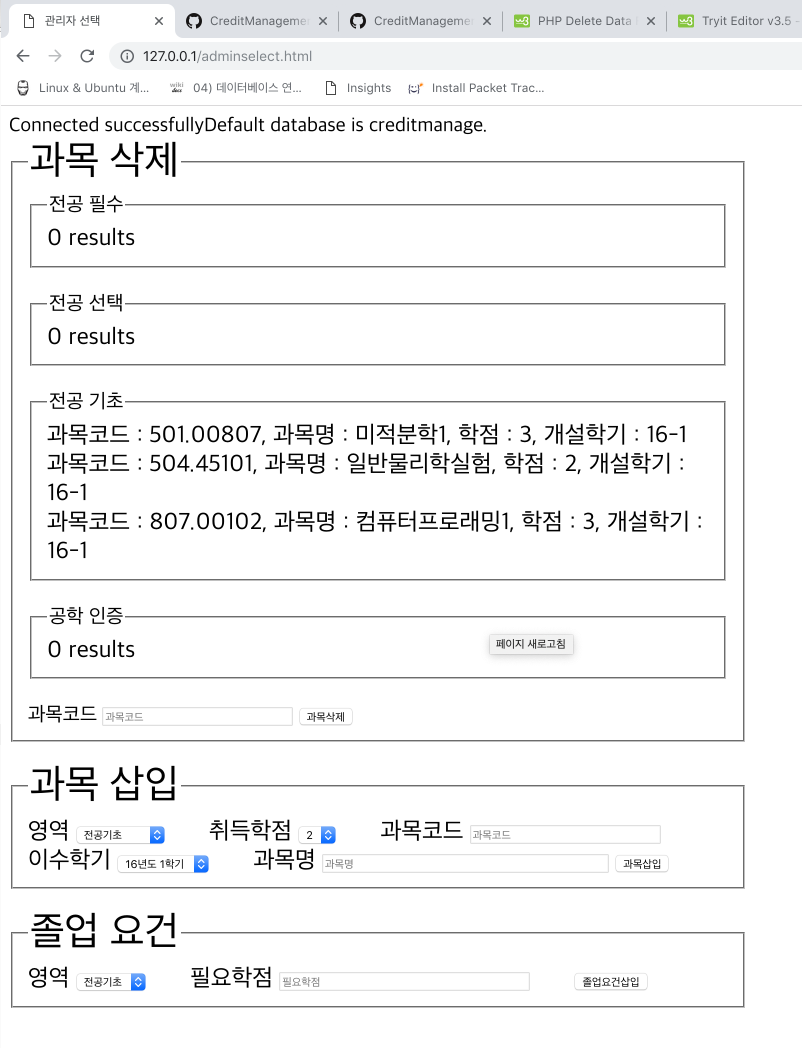 관리자 선택
CreditManageme
CreditManageme
PHP Delete Data
Tryit Editor v3.5 -
127.0.0.1/adminselect.html
Linux & Ubuntu 계...
04) 데이터베이스 연...
Insights
Install Packet Trac...
Connected successfullyDefault database is creditmanage.
과목 삭제
전공 필수
0 results
전공 선택
0 results
전공 기초
과목코드 : 501.00807, 과목명 : 미적분학1, 학점 : 3, 개설학기 : 16-1
과목코드 : 504.45101, 과목명 : 일반물리학실험, 학점 : 2, 개설학기 :
16-1
과목코드 : 807.00102, 과목명 : 컴퓨터프로래밍1, 학점 : 3, 개설학기 :
16-1
공학 인증
0 results
페이지 새로고침
과목코드 과목코드 과목삭제
과목 삽입
영역 전공기초 취득학점 2 과목코드 과목코드
이수학기 16년도 1학기 과목명 과목명 과목삽입
졸업 요건
영역 전공기초 필요학점 필요학점 졸업요건삽입